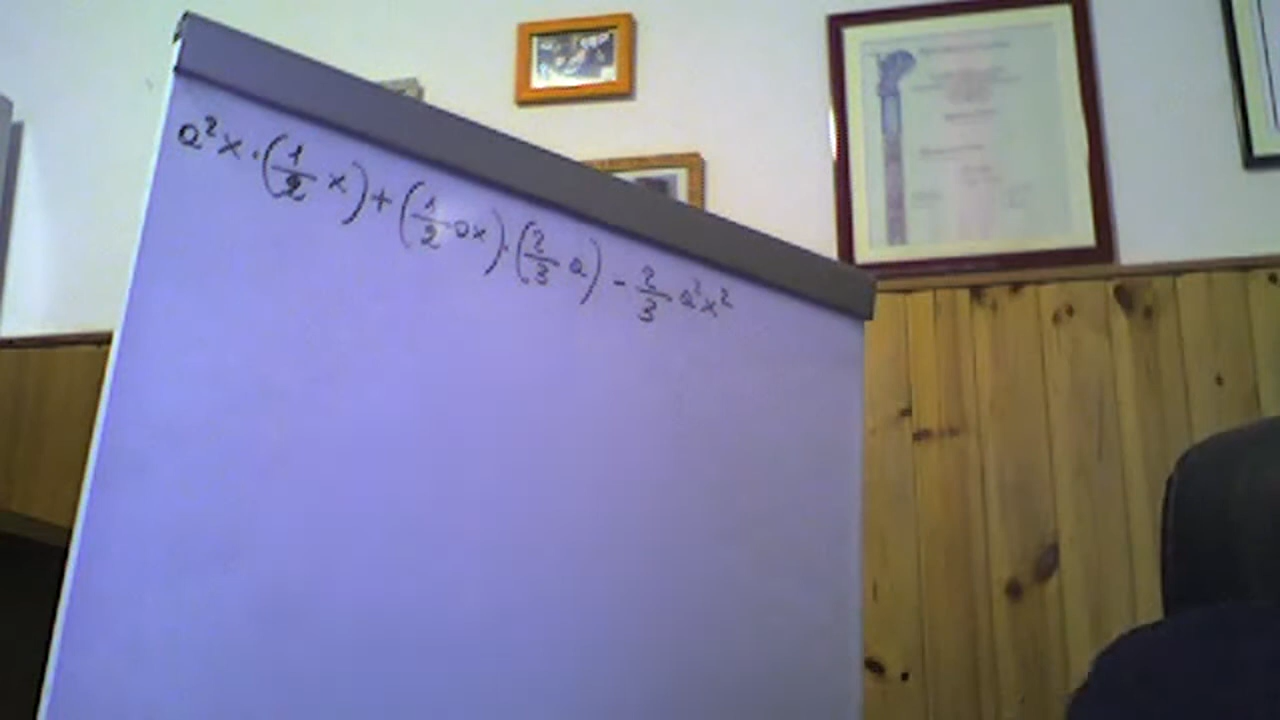 a²x · (1/2 x) + (1/2 ax) · (2/3 a) - 2/3 a²x²